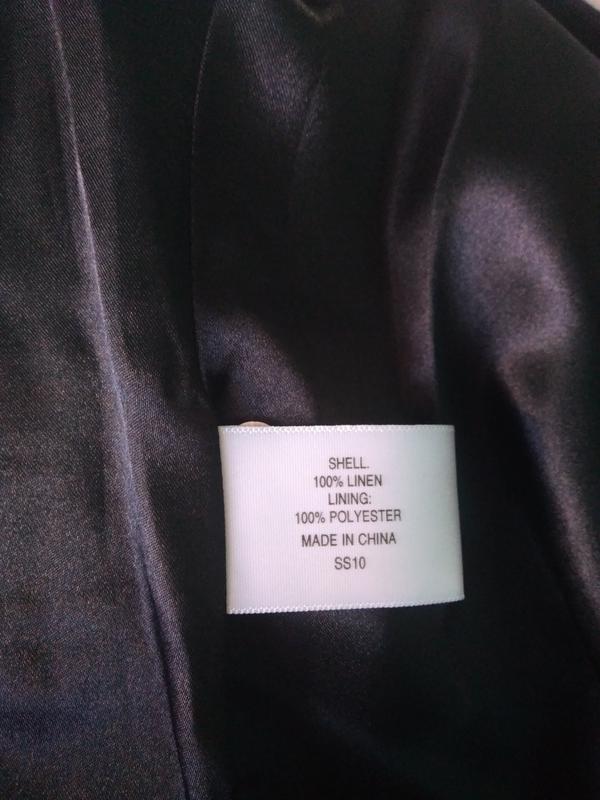 SHELL.
100% LINEN
LINING:
100% POLYESTER
MADE IN CHINA
SS10